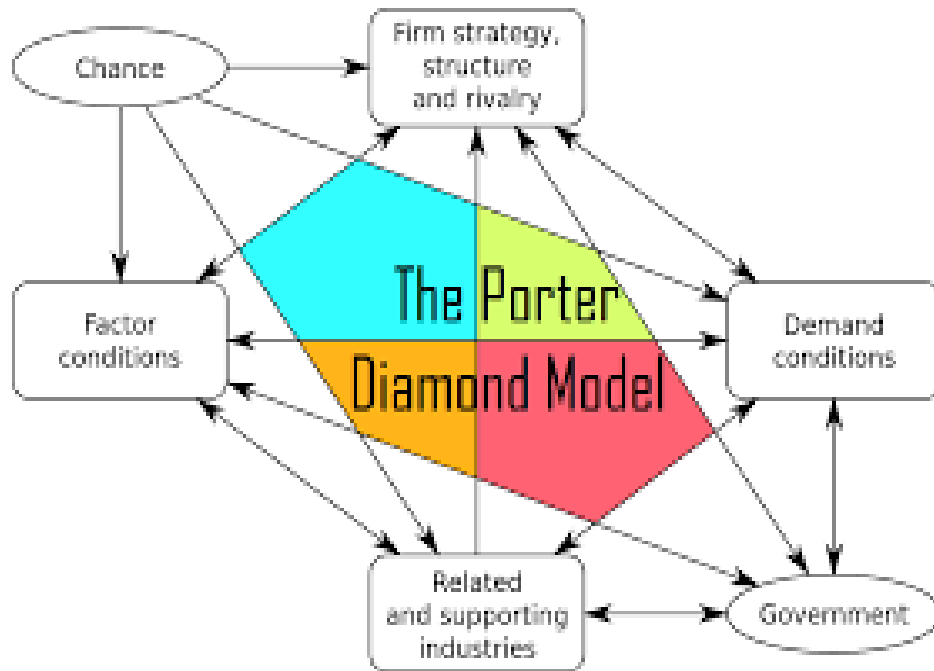 Firm strategy,
structure
and rivalry
Chance
The Porter
Diamond Model
Factor
conditions
Demand
conditions
Related
and supporting
industries
Government